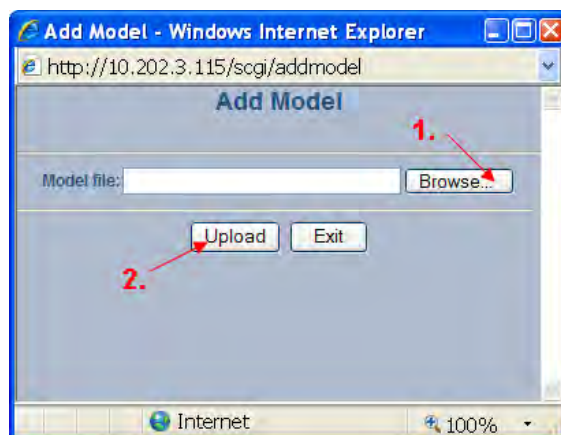 Add Model - Windows Internet Explorer
http://10.202.3.115/scgi/addmodel
Add Model
1.
Model file:
Browse...
Upload
Exit
2.
Internet
100%